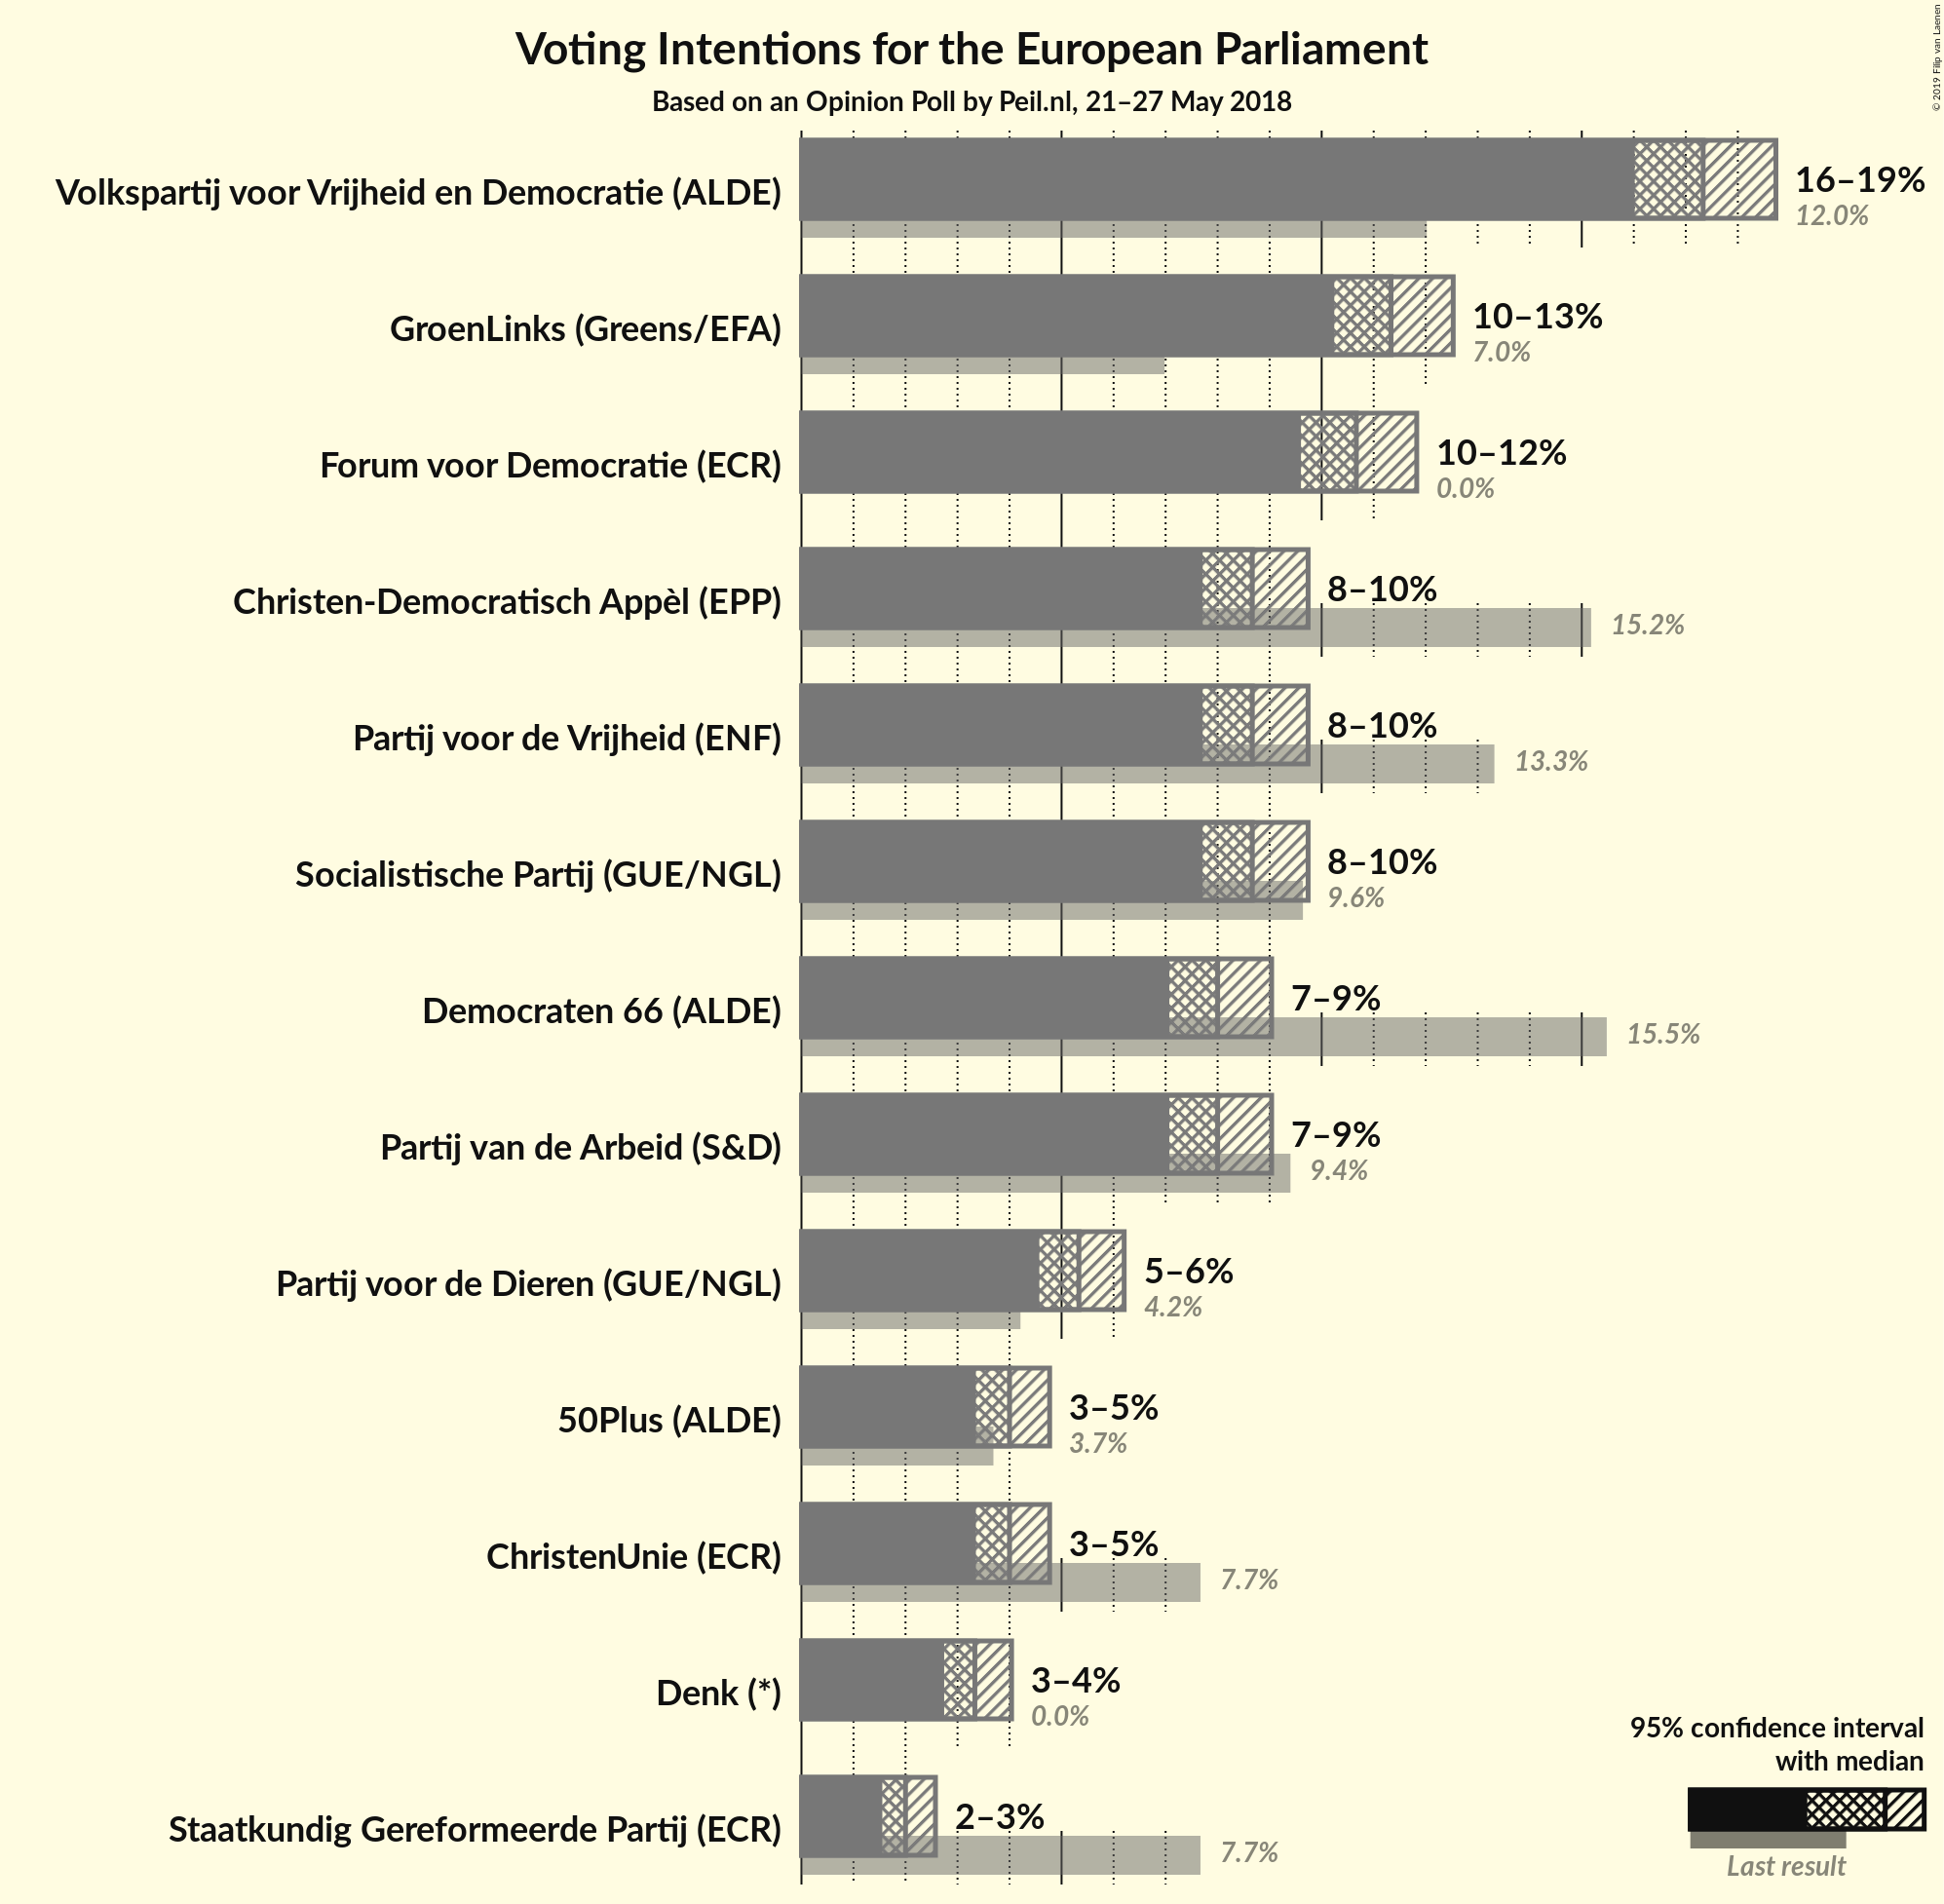 Voting Intentions for the European Parliament
Based on an Opinion Poll by Peil.nl, 21–27 May 2018
© 2019 Filip van Laenen
Volkspartij voor Vrijheid en Democratie (ALDE)
16–19%
12.0%
GroenLinks (Greens/EFA)
10–13%
7.0%
Forum voor Democratie (ECR)
10–12%
0.0%
Christen-Democratisch Appèl (EPP)
8–10%
15.2%
Partij voor de Vrijheid (ENF)
8–10%
13.3%
Socialistische Partij (GUE/NGL)
8–10%
9.6%
Democraten 66 (ALDE)
7–9%
15.5%
Partij van de Arbeid (S&D)
7–9%
9.4%
Partij voor de Dieren (GUE/NGL)
5–6%
4.2%
50Plus (ALDE)
3–5%
3.7%
ChristenUnie (ECR)
3–5%
7.7%
Denk (*)
3–4%
0.0%
Staatkundig Gereformeerde Partij (ECR)
2–3%
7.7%
95% confidence interval
with median
Last result